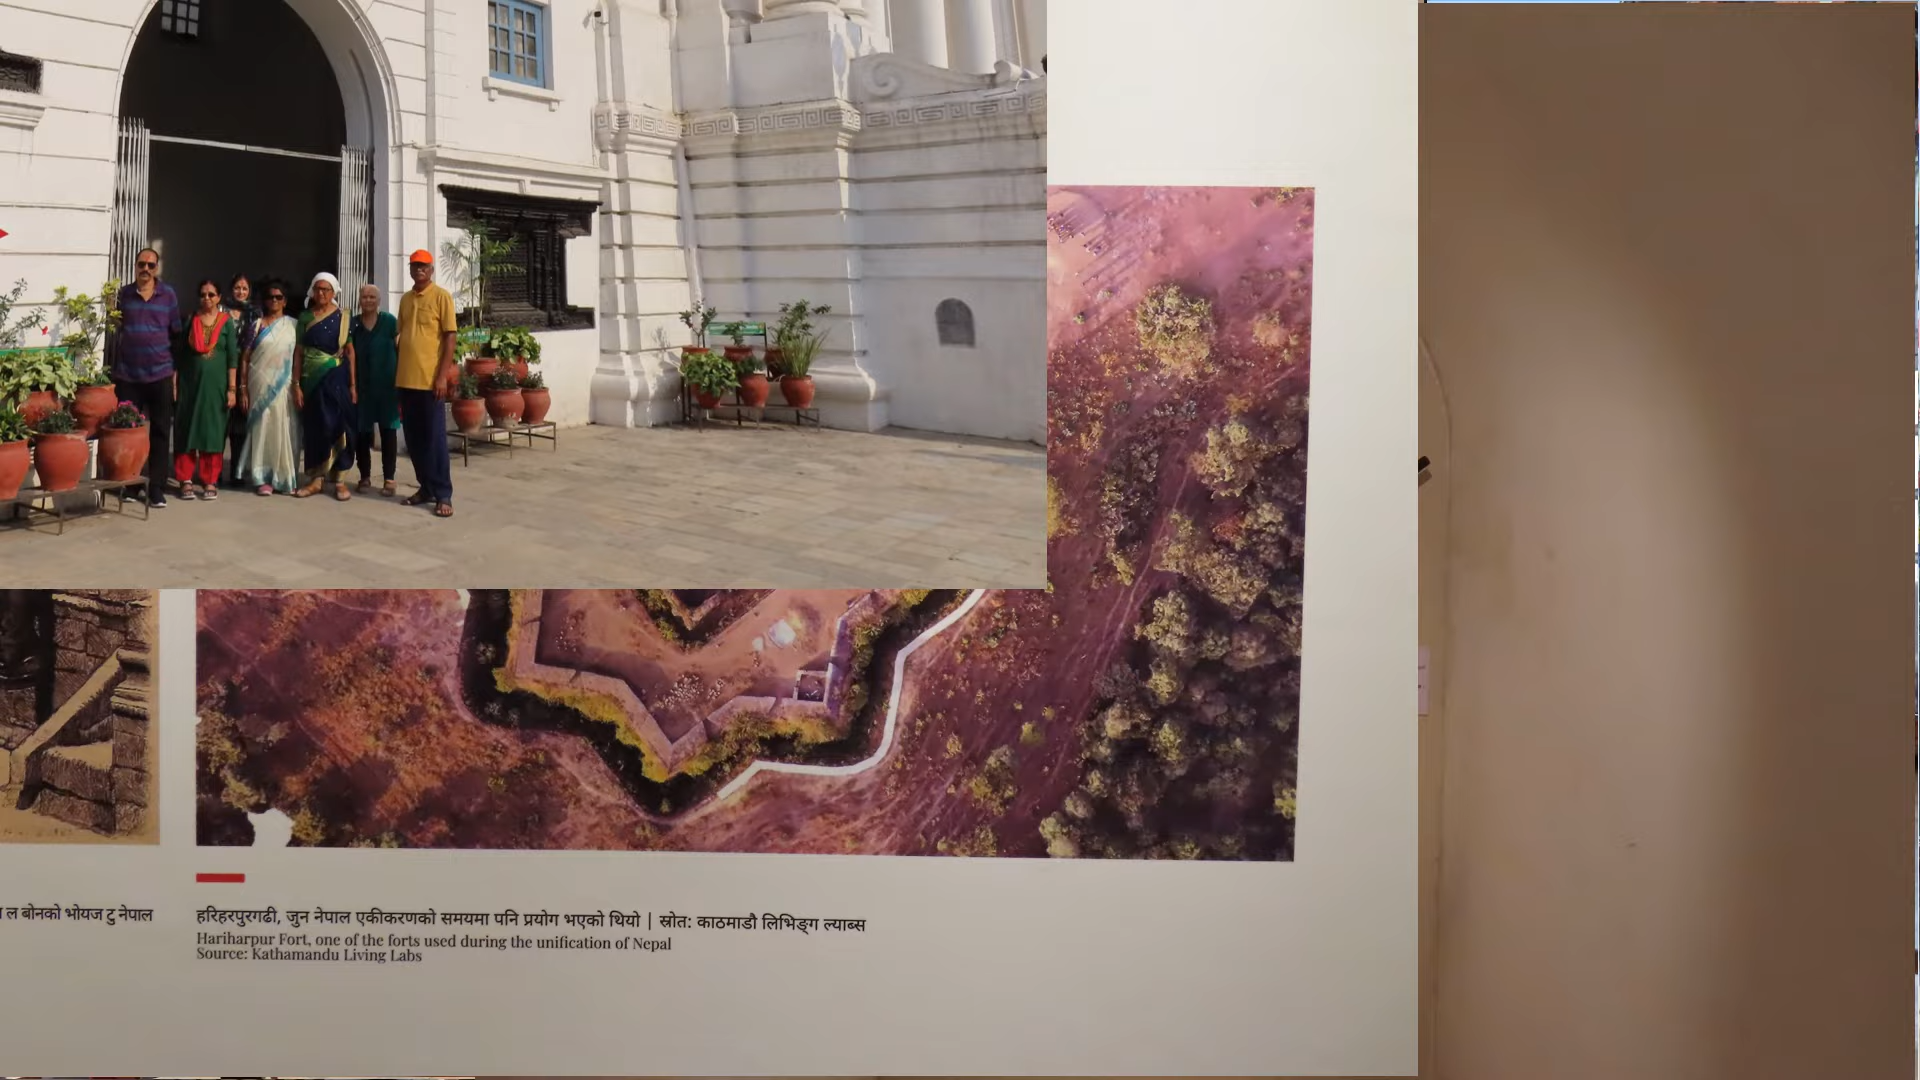 ल बोनको भोयज टु नेपाल
हरिहरपुरगढी, जुन नेपाल एकीकरणको समयमा पनि प्रयोग भएको थियो | स्रोत: काठमाडौ लिभिङ्ग ल्याब्स
Hariharpur Fort, one of the forts used during the unification of Nepal
Source: Kathamandu Living Labs